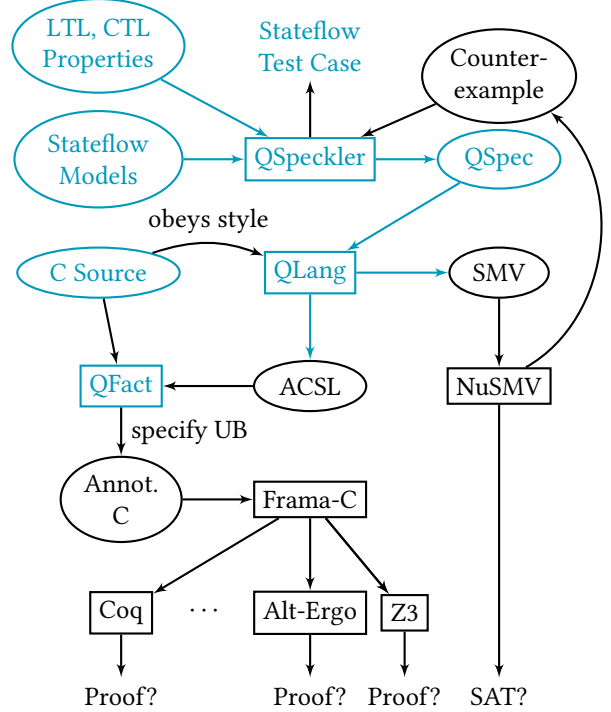 LTL, CTL
Properties
Stateflow
Test Case
Counter-
example
Stateflow
Models
QSpeckler
QSpec
obeys style
C Source
QLang
SMV
QFact
ACSL
NuSMV
specify UB
Annot.
C
Frama-C
Coq
...
Alt-Ergo
Z3
Proof?
Proof?
Proof?
SAT?